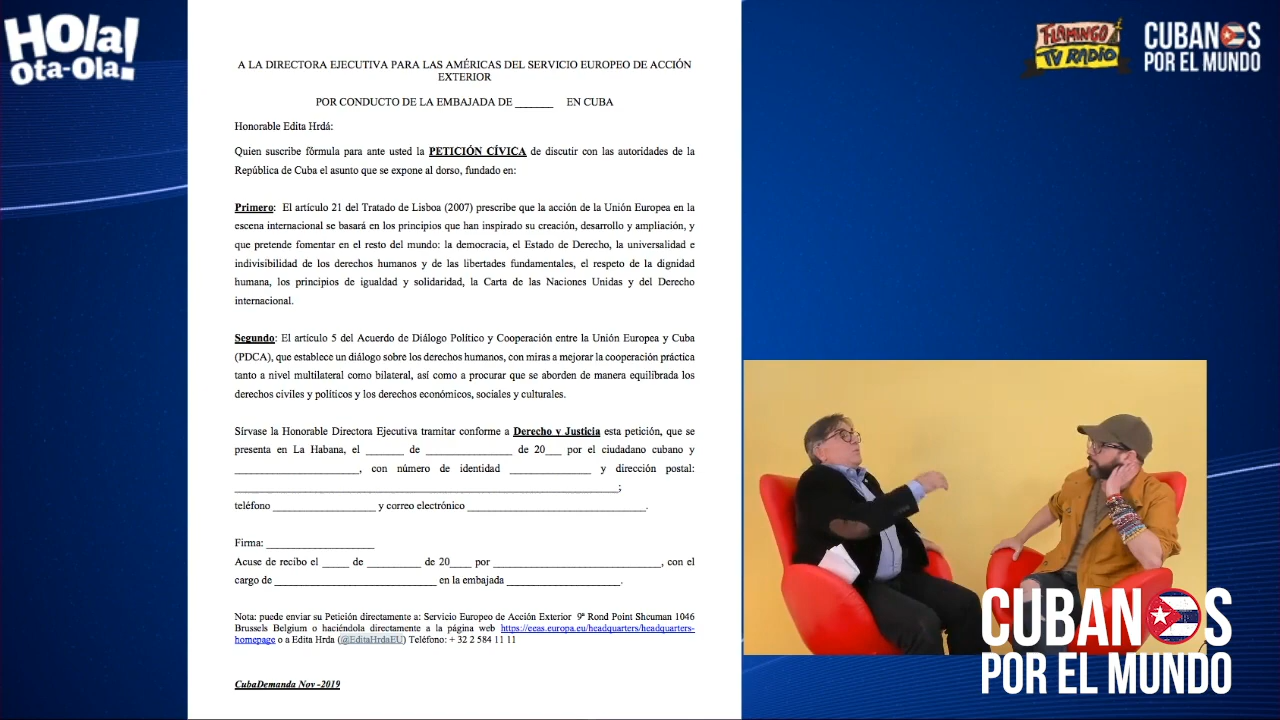 Hola!
Ota-Ola!
A LA DIRECTORA EJECUTIVA PARA LAS AMÉRICAS DEL SERVICIO EUROPEO DE ACCIÓN
EXTERIOR
POR CONDUCTO DE LA EMBAJADA DE _______ EN CUBA
Honorable Edita Hrdá:
Quien suscribe fórmula para ante usted la PETICIÓN CÍVICA de discutir con las autoridades de la
República de Cuba el asunto que se expone al dorso, fundado en:
Primero: El artículo 21 del Tratado de Lisboa (2007) prescribe que la acción de la Unión Europea en la
escena internacional se basará en los principios que han inspirado su creación, desarrollo y ampliación, y
que pretende fomentar en el resto del mundo: la democracia, el Estado de Derecho, la universalidad e
indivisibilidad de los derechos humanos y de las libertades fundamentales, el respeto de la dignidad
humana, los principios de igualdad y solidaridad, la Carta de las Naciones Unidas y del Derecho
internacional.
Segundo: El artículo 5 del Acuerdo de Diálogo Político y Cooperación entre la Unión Europea y Cuba
(PDCA), que establece un diálogo sobre los derechos humanos, con miras a mejorar la cooperación práctica
tanto a nivel multilateral como bilateral, así como a procurar que se aborden de manera equilibrada los
derechos civiles y políticos y los derechos económicos, sociales y culturales.
Sírvase la Honorable Directora Ejecutiva tramitar conforme a Derecho y Justicia esta petición, que se
presenta en La Habana, el _______ de ________________ de 20___ por el ciudadano cubano y
_______________________, con número de identidad _______________ y dirección postal:
_______________________________________________________________________;
teléfono ___________________ y correo electrónico _________________________________.
Firma: ____________________
Acuse de recibo el _____ de __________ de 20____ por _______________________________, con el
cargo de ______________________________ en la embajada _____________________.
Nota: puede enviar su Petición directamente a: Servicio Europeo de Acción Exterior 9ª Rond Point Shcuman 1046
Brussels Belgium o haciéndola directamente a la página web https://eeas.europa.eu/headquarters/headquarters-
homepage o a Edita Hrda (@EditaHrdaEU) Teléfono: + 32 2 584 11 11
CubaDemanda Nov -2019
FLAMINGO
TV RADIO
CUBANOS
POR EL MUNDO
CUBANOS
POR EL MUNDO